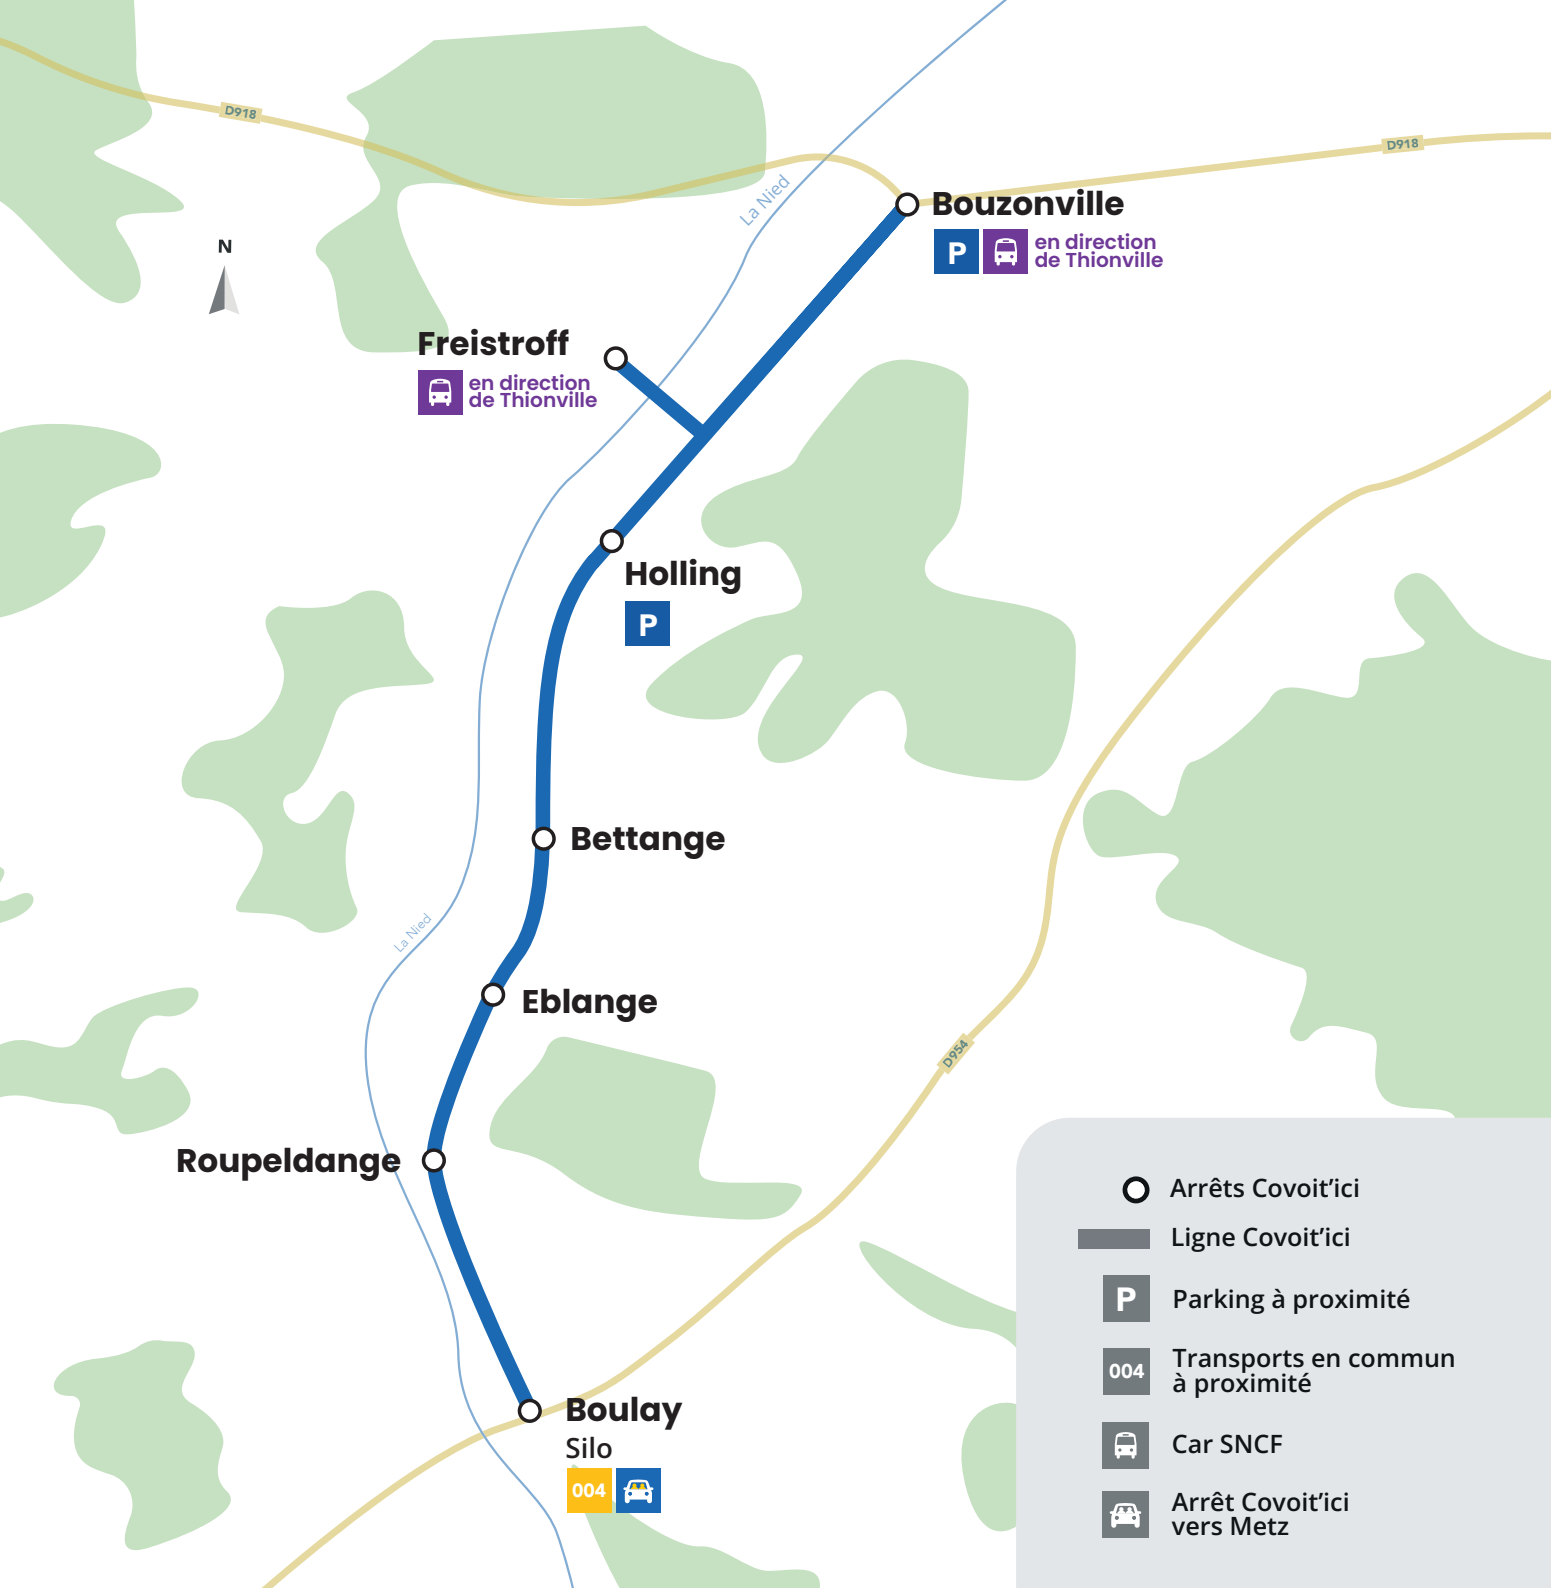 D918
D918
La Nied
Bouzonville
P
en direction
de Thionville
N
Freistroff
en direction
de Thionville
Holling
P
Bettange
La Nied
Eblange
D954
Roupeldange
Boulay
Silo
004
Arrêts Covoit’ici
Ligne Covoit’ici
P
Parking à proximité
004
Transports en commun
à proximité
Car SNCF
Arrêt Covoit’ici
vers Metz